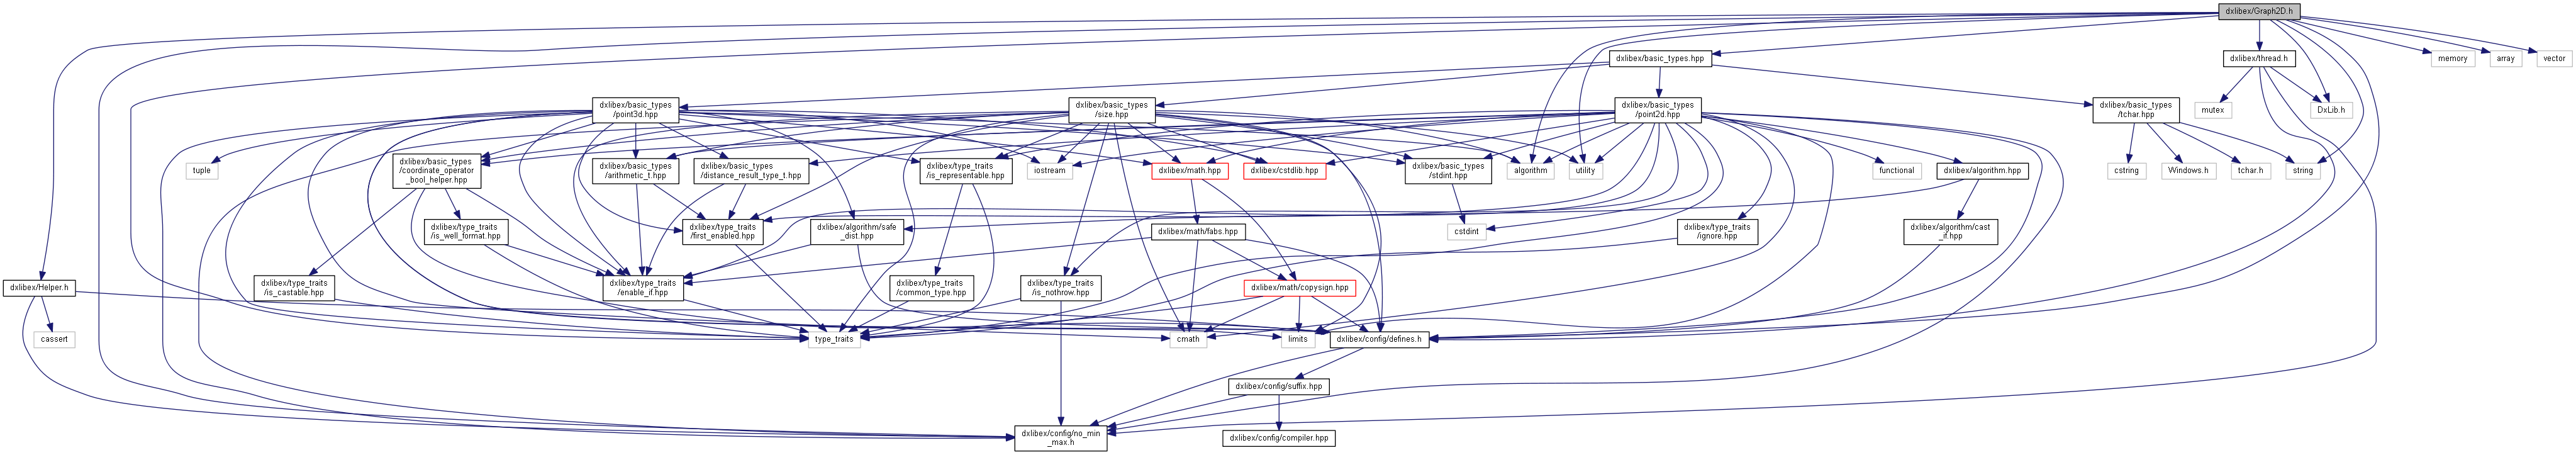 dxlibex/Graph2D.h
dxlibex/basic_types.hpp
dxlibex/thread.h
memory
array
vector
dxlibex/basic_types
/point3d.hpp
dxlibex/basic_types
/size.hpp
dxlibex/basic_types
/point2d.hpp
dxlibex/basic_types
/tchar.hpp
mutex
DxLib.h
tuple
dxlibex/basic_types
/coordinate_operator
_bool_helper.hpp
dxlibex/basic_types
/arithmetic_t.hpp
dxlibex/basic_types
/distance_result_type_t.hpp
dxlibex/type_traits
/is_representable.hpp
iostream
dxlibex/math.hpp
dxlibex/cstdlib.hpp
dxlibex/basic_types
/stdint.hpp
algorithm
utility
functional
dxlibex/algorithm.hpp
cstring
Windows.h
tchar.h
string
dxlibex/type_traits
/is_well_format.hpp
dxlibex/type_traits
/first_enabled.hpp
dxlibex/algorithm/safe
_dist.hpp
dxlibex/math/fabs.hpp
cstdint
dxlibex/type_traits
/ignore.hpp
dxlibex/algorithm/cast
_if.hpp
dxlibex/Helper.h
dxlibex/type_traits
/is_castable.hpp
dxlibex/type_traits
/enable_if.hpp
dxlibex/type_traits
/common_type.hpp
dxlibex/type_traits
/is_nothrow.hpp
dxlibex/math/copysign.hpp
cassert
type_traits
cmath
limits
dxlibex/config/defines.h
dxlibex/config/suffix.hpp
dxlibex/config/no_min
_max.h
dxlibex/config/compiler.hpp